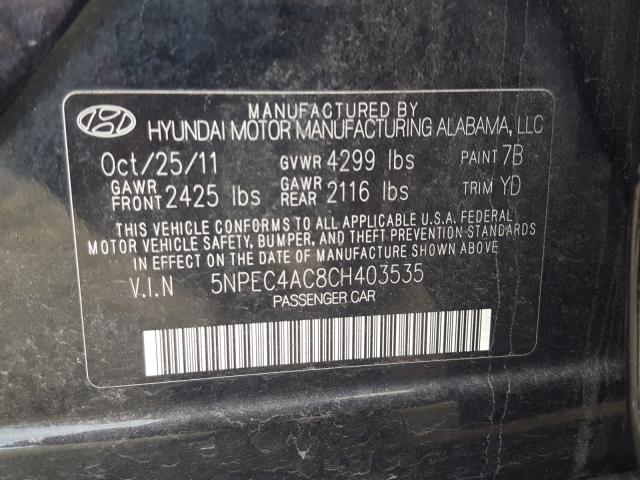 MANUFACTURED BY
HYUNDAI MOTOR MANUFACTURING ALABAMA, LLC
Oct/25/11 GVWR 4299 lbs PAINT 7B
GAWR FRONT 2425 lbs GAWR REAR 2116 lbs TRIM YD
THIS VEHICLE CONFORMS TO ALL APPLICABLE U.S.A. FEDERAL
MOTOR VEHICLE SAFETY, BUMPER, AND THEFT PREVENTION STANDARDS
IN EFFECT ON THE DATE OF MANUFACTURE SHOWN ABOVE.
V.I.N 5NPEC4AC8CH403535
PASSENGER CAR